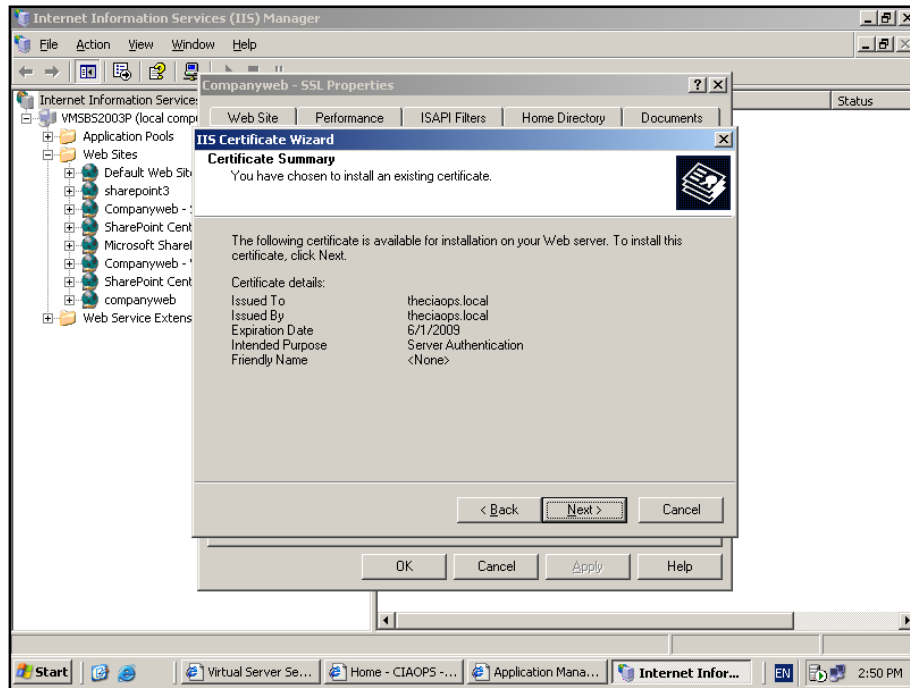 Internet Information Services (IIS) Manager
File Action View Window Help
Companyweb - SSL Properties
Web Site Performance ISAPI Filters Home Directory Documents
Internet Information Service
VMSBS2003P (local comp
Application Pools
Web Sites
Default Web Sit
sharepoint3
Companyweb -
SharePoint Cent
Microsoft Sharel
Companyweb -
SharePoint Cent
companyweb
Web Service Extens
Status
IIS Certificate Wizard
Certificate Summary
You have chosen to install an existing certificate.
The following certificate is available for installation on your Web server. To install this
certificate, click Next.
Certificate details:
Issued To theciaops.local
Issued By theciaops.local
Expiration Date 6/1/2009
Intended Purpose Server Authentication
Friendly Name <None>
< Back Next > Cancel
OK Cancel Apply Help
Start Virtual Server Se... Home - CIAOPS -... Application Mana... Internet Infor... EN 2:50 PM